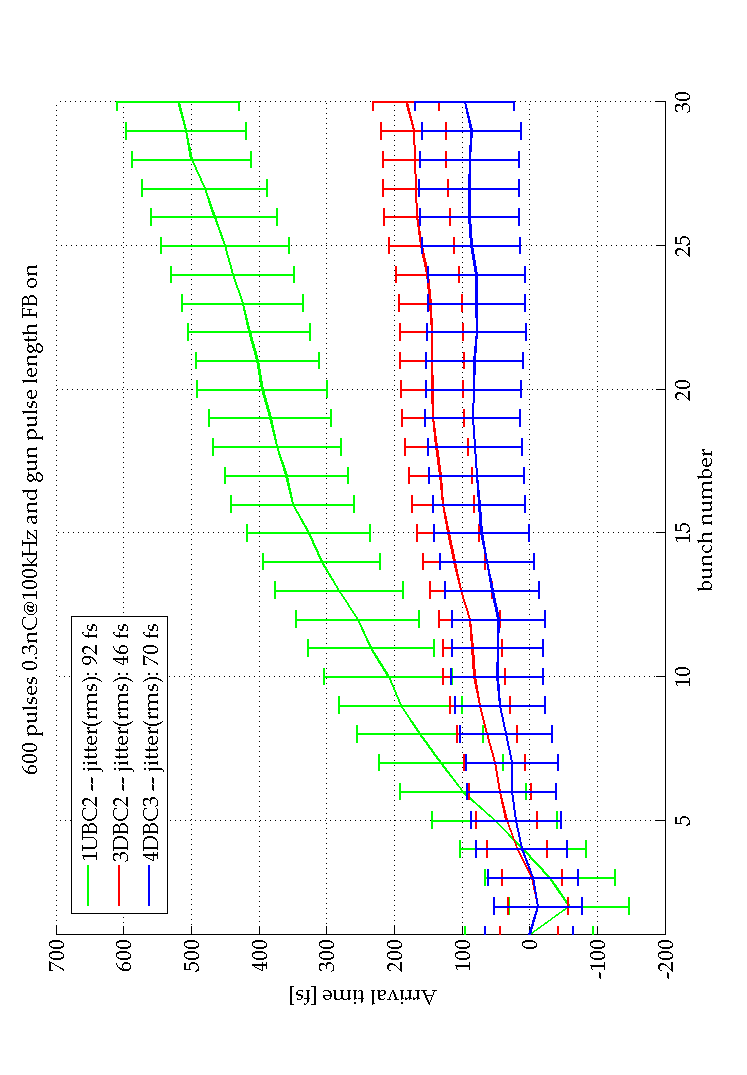 600 pulses 0.3nC@100kHz and gun pulse length FB on
700
600
500
400
300
200
100
0
-100
-200
Arrival time [fs]
1UBC2 -- jitter(rms): 92 fs
3DBC2 -- jitter(rms): 46 fs
4DBC3 -- jitter(rms): 70 fs
5
10
15
20
25
30
bunch number